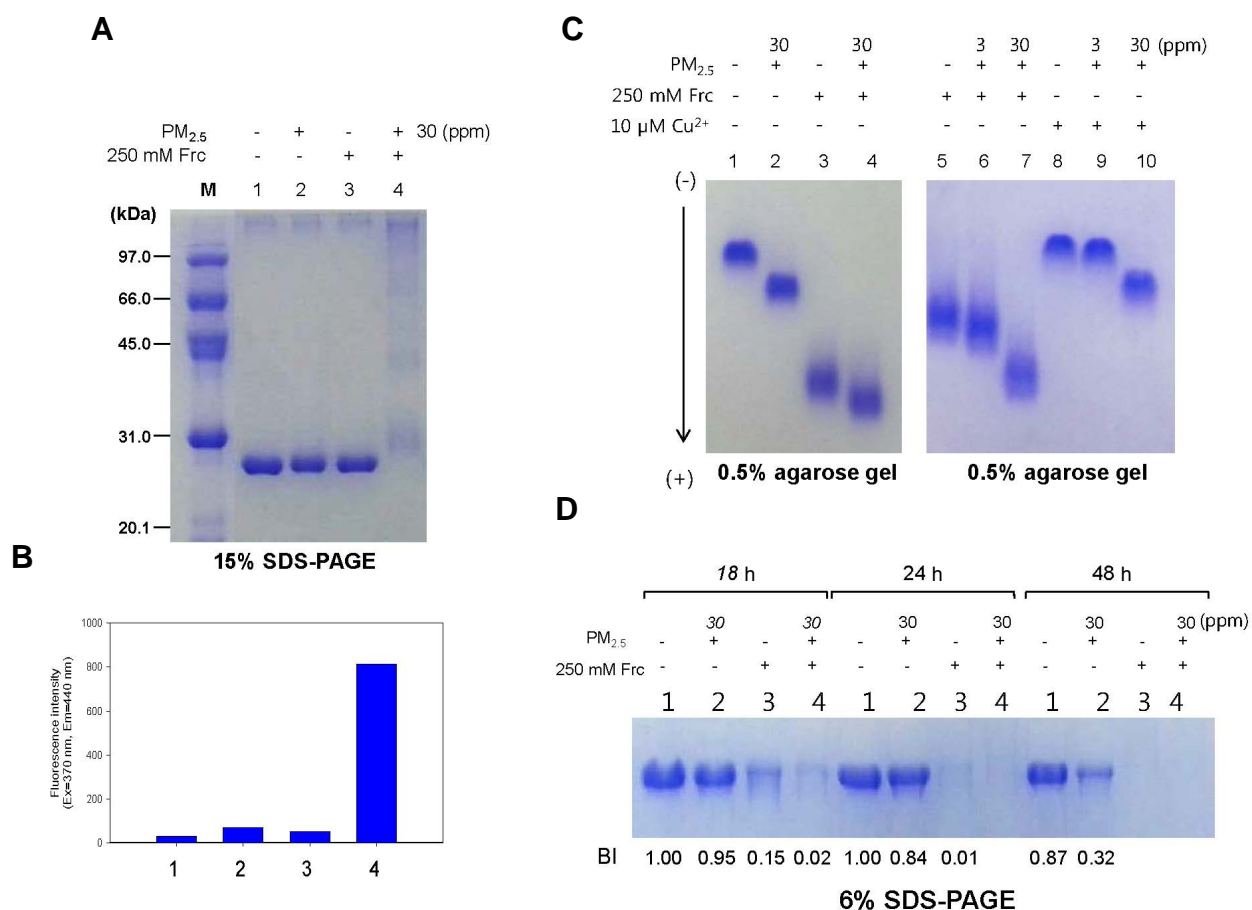 A
PM2.5 - + - + 30 (ppm)
250 mM Frc - - + +
M 1 2 3 4
(kDa)
97.0
66.0
45.0
31.0
20.1
15% SDS-PAGE
B
Fluorescence intensity
(Ex=370 nm, Em=440 nm)
1000
800
600
400
200
0
1 2 3 4
C
30 30 3 30 3 30 (ppm)
PM2.5 - + - + - + + - + +
250 mM Frc - - + + + + + - - -
10 µM Cu2+ - - - - - - - + + +
1 2 3 4 5 6 7 8 9 10
(-)
(+)
0.5% agarose gel 0.5% agarose gel
D
18 h 24 h 48 h
30 30 30 30 30 30 (ppm)
PM2.5 - + - + - + - + - + - +
250 mM Frc - - + + - - + + - - + +
1 2 3 4 1 2 3 4 1 2 3 4
BI 1.00 0.95 0.15 0.02 1.00 0.84 0.01 0.87 0.32
6% SDS-PAGE